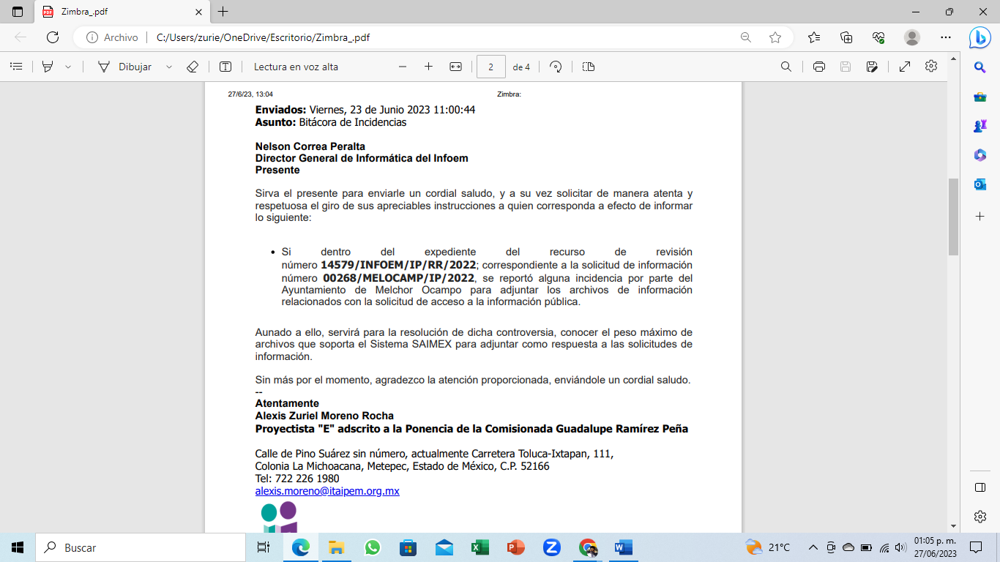 Zimbra_.pdf
Archivo
C:/Users/zurie/OneDrive/Escritorio/Zimbra_.pdf
Dibujar
Lectura en voz alta
2
de 4
27/6/23, 13:04
Zimbra:
Enviados: Viernes, 23 de Junio 2023 11:00:44
Asunto: Bitácora de Incidencias
Nelson Correa Peralta
Director General de Informática del Infoem
Presente
Sirva el presente para enviarle un cordial saludo, y a su vez solicitar de manera atenta y
respetuosa el giro de sus apreciables instrucciones a quien corresponda a efecto de informar
lo siguiente:
• Si dentro del expediente del recurso de revisión
número 14579/INFOEM/IP/RR/2022; correspondiente a la solicitud de información
número 00268/MELOCAMP/IP/2022, se reportó alguna incidencia por parte del
Ayuntamiento de Melchor Ocampo para adjuntar los archivos de información
relacionados con la solicitud de acceso a la información pública.
Aunado a ello, servirá para la resolución de dicha controversia, conocer el peso máximo de
archivos que soporta el Sistema SAIMEX para adjuntar como respuesta a las solicitudes de
información.
Sin más por el momento, agradezco la atención proporcionada, enviándole un cordial saludo.
--
Atentamente
Alexis Zuriel Moreno Rocha
Proyectista "E" adscrito a la Ponencia de la Comisionada Guadalupe Ramírez Peña
Calle de Pino Suárez sin número, actualmente Carretera Toluca-Ixtapan, 111,
Colonia La Michoacana, Metepec, Estado de México, C.P. 52166
Tel: 722 226 1980
alexis.moreno@itaipem.org.mx
Buscar
21°C
01:05 p. m.
27/06/2023